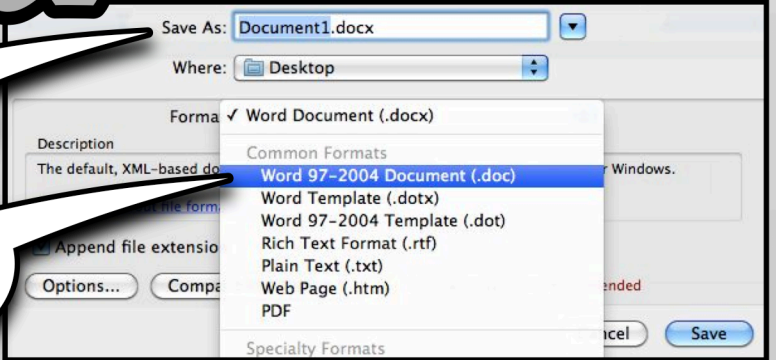 Save As: Document1.docx
Where: Desktop
Forma ✓ Word Document (.docx)
Description
Common Formats
The default, XML-based do r Windows.
Word 97-2004 Document (.doc)
Word Template (.dotx)
Word 97-2004 Template (.dot)
Append file extensio Rich Text Format (.rtf)
Plain Text (.txt)
Options... Compa Web Page (.htm) ended
PDF
ncel Save
Specialty Formats